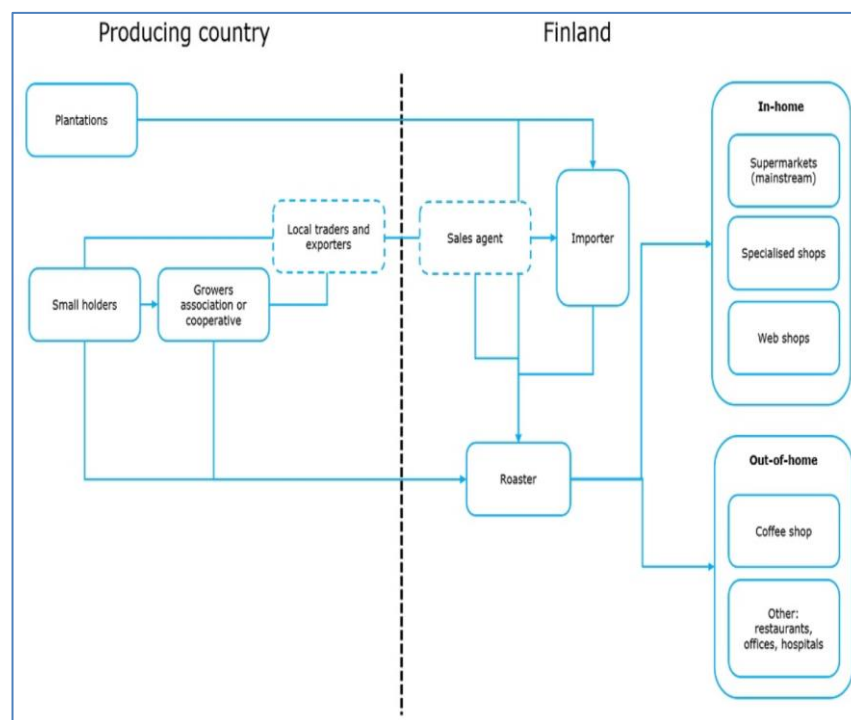 Producing country
Finland
Plantations
Local traders and
exporters
Sales agent
Importer
Small holders
Growers
association or
cooperative
Roaster
In-home
Supermarkets
(mainstream)
Specialised shops
Web shops
Out-of-home
Coffee shop
Other:
restaurants,
offices, hospitals